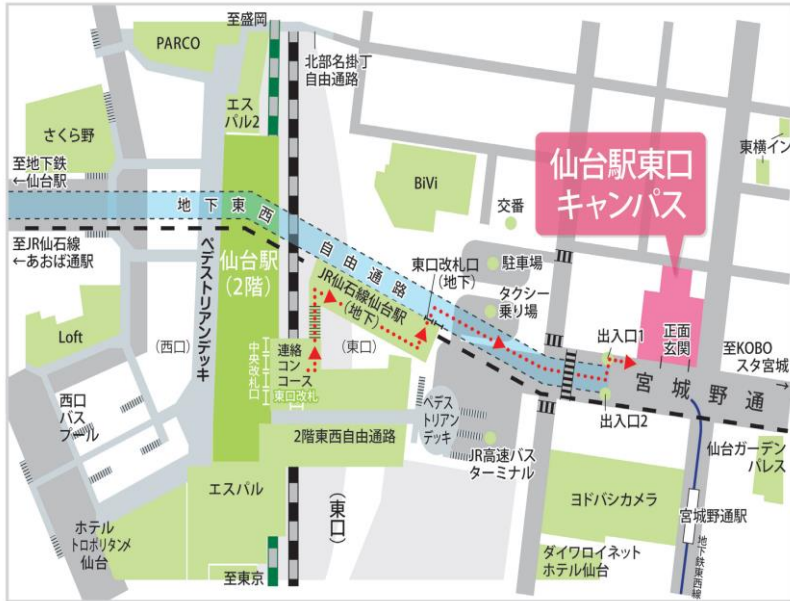 至盛岡
PARCO
北部名掛丁
自由通路
エス
パル2
さくら野
東横イン
至地下鉄
←仙台駅
BiVi
仙台駅東口
キャンパス
交番
地下東西
自由通路
至JR仙石線
←あおば通駅
ペデストリアンデッキ
仙台駅
(2階)
JR仙石線仙台駅
(地下)
東口改札口
(地下)
駐車場
タクシー
乗り場
Loft
(西口)
(東口)
連絡
コン
コース
中央改札口
東口改札
出入口1
正面
玄関
至KOBO
スタ宮城
→
宮城野通
西口
バス
プール
ペデス
トリアン
デッキ
出入口2
2階東西自由通路
JR高速バス
ターミナル
仙台ガーデン
パレス
エスパル
(東口)
ヨドバシカメラ
宮城野通駅
地下鉄東西線
ホテル
トロポリタンメ
仙台
至東京
ダイワロイネット
ホテル仙台